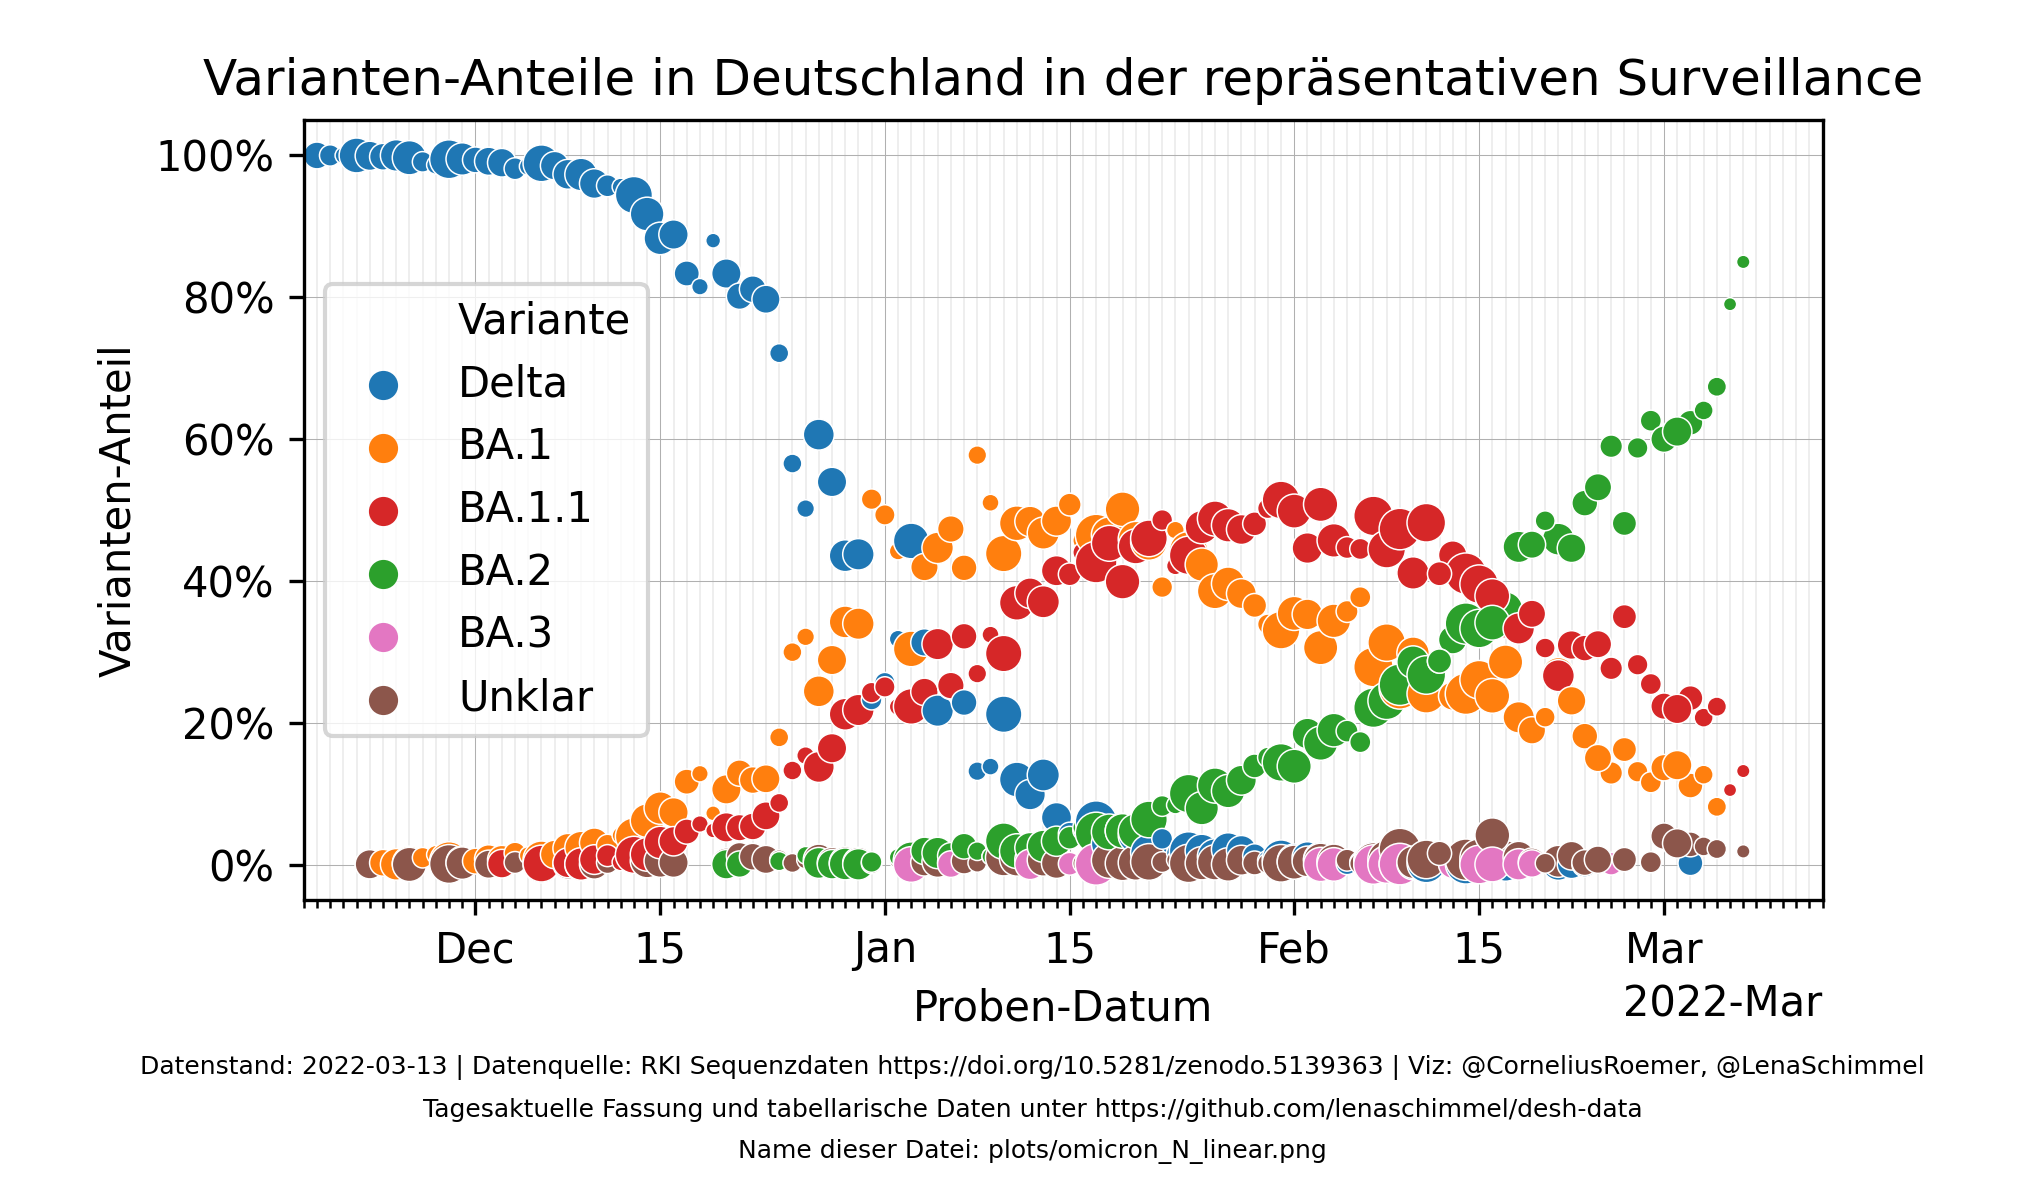 Varianten-Anteile in Deutschland in der repräsentativen Surveillance
100%
80%
60%
40%
20%
0%
Varianten-Anteil
Variante
Delta
BA.1
BA.1.1
BA.2
BA.3
Unklar
Dec 15 Jan 15 Feb 15 Mar
2022-Mar
Proben-Datum
Datenstand: 2022-03-13 | Datenquelle: RKI Sequenzdaten https://doi.org/10.5281/zenodo.5139363 | Viz: @CorneliusRoemer, @LenaSchimmel
Tagesaktuelle Fassung und tabellarische Daten unter https://github.com/lenaschimmel/desh-data
Name dieser Datei: plots/omicron_N_linear.png